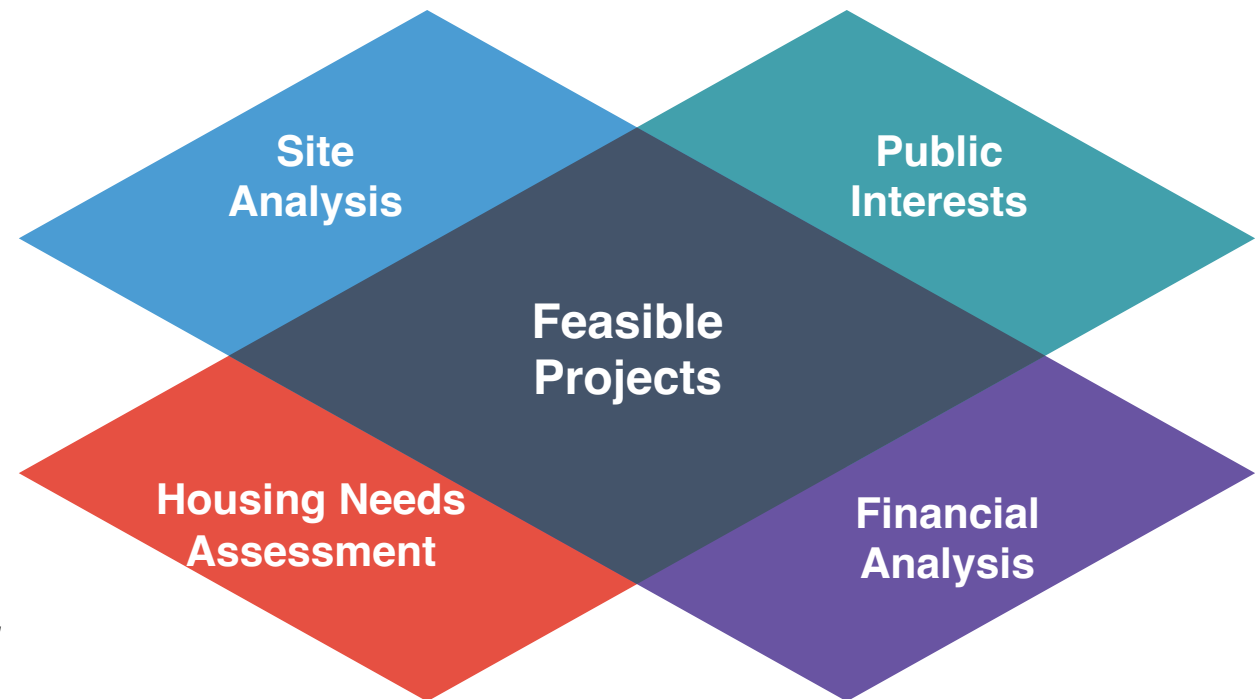 Site
Analysis
Public
Interests
Feasible
Projects
Housing Needs
Assessment
Financial
Analysis